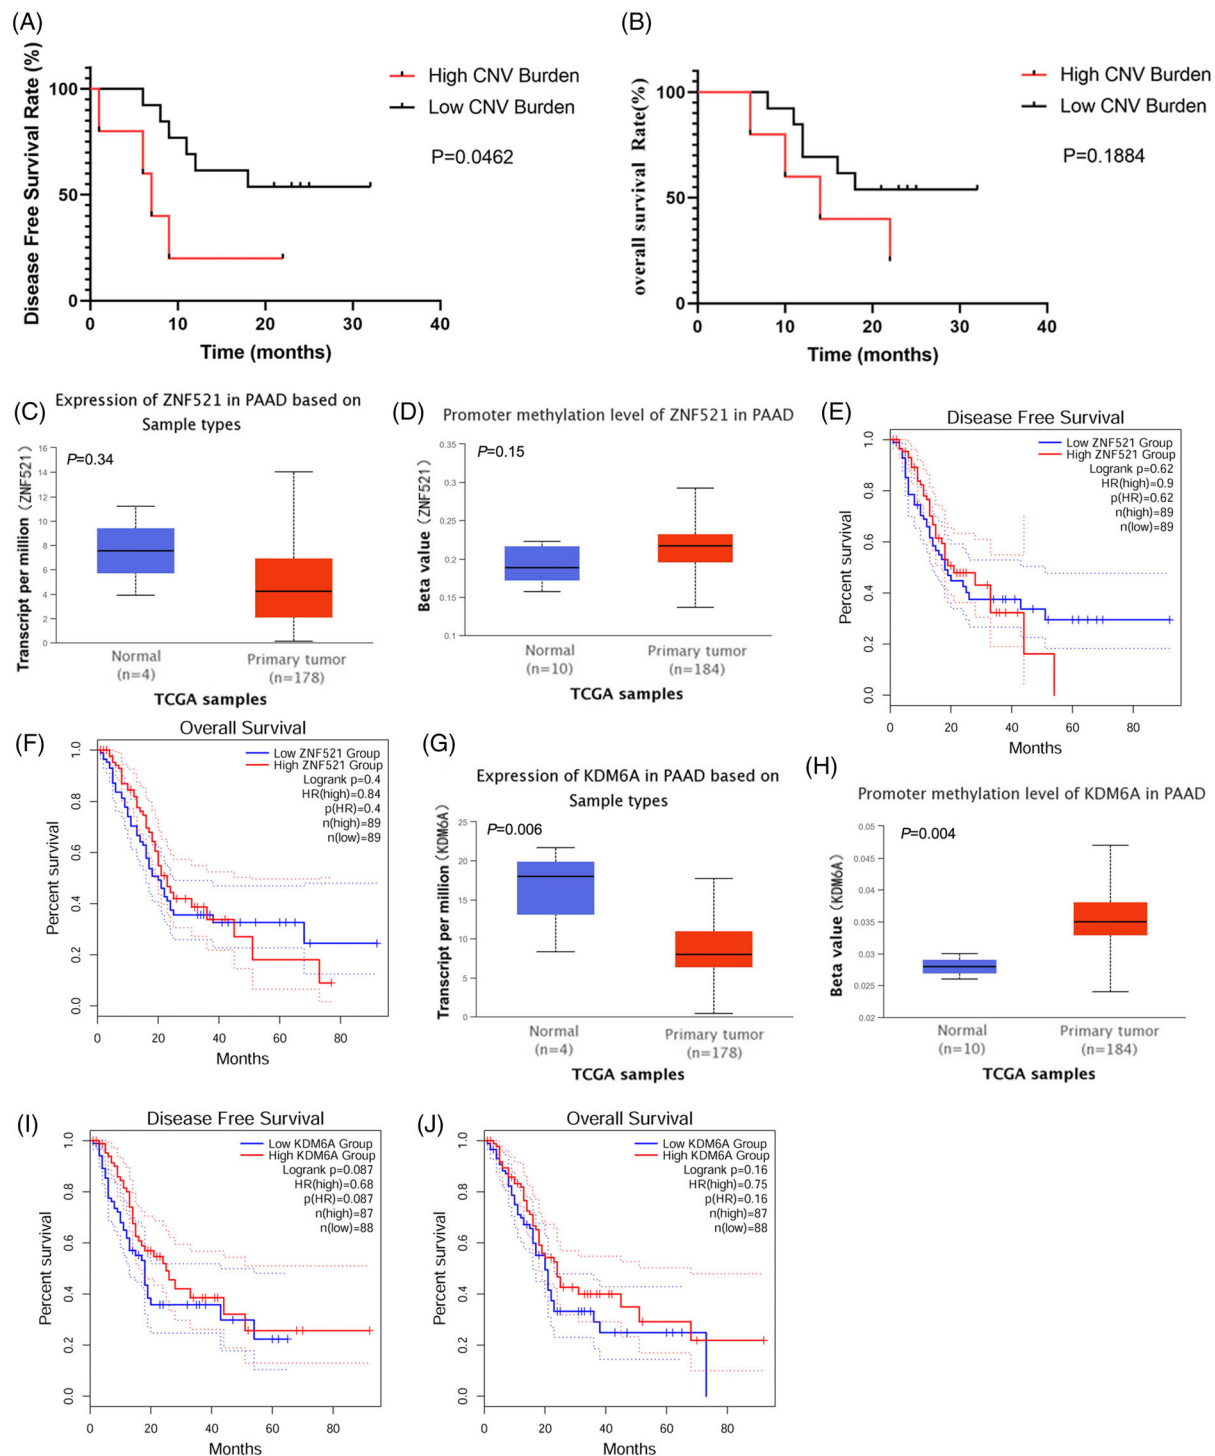 (A)
Disease Free Survival Rate (%)
100
50
0
0 10 20 30 40
Time (months)
High CNV Burden
Low CNV Burden
P=0.0462
(B)
overall survival Rate(%)
100
50
0
0 10 20 30 40
Time (months)
High CNV Burden
Low CNV Burden
P=0.1884
(C)
Expression of ZNF521 in PAAD based on
Sample types
P=0.34
Transcript per million (ZNF521)
16
14
12
10
8
6
4
2
0
Normal
(n=4)
Primary tumor
(n=178)
TCGA samples
(D)
Promoter methylation level of ZNF521 in PAAD
P=0.15
Beta value (ZNF521)
0.35
0.3
0.25
0.2
0.15
0.1
Normal
(n=10)
Primary tumor
(n=184)
TCGA samples
(E)
Disease Free Survival
Low ZNF521 Group
High ZNF521 Group
Logrank p=0.62
HR(high)=0.9
p(HR)=0.62
n(high)=89
n(low)=89
Percent survival
1.0
0.8
0.6
0.4
0.2
0.0
0 20 40 60 80
Months
(F)
Overall Survival
Low ZNF521 Group
High ZNF521 Group
Logrank p=0.4
HR(high)=0.84
p(HR)=0.4
n(high)=89
n(low)=89
Percent survival
1.0
0.8
0.6
0.4
0.2
0.0
0 20 40 60 80
Months
(G)
Expression of KDM6A in PAAD based on
Sample types
P=0.006
Transcript per million (KDM6A)
25
20
15
10
5
0
Normal
(n=4)
Primary tumor
(n=178)
TCGA samples
(H)
Promoter methylation level of KDM6A in PAAD
P=0.004
Beta value (KDM6A)
0.05
0.045
0.04
0.035
0.03
0.025
0.02
Normal
(n=10)
Primary tumor
(n=184)
TCGA samples
(I)
Disease Free Survival
Low KDM6A Group
High KDM6A Group
Logrank p=0.087
HR(high)=0.68
p(HR)=0.087
n(high)=87
n(low)=88
Percent survival
1.0
0.8
0.6
0.4
0.2
0.0
0 20 40 60 80
Months
(J)
Overall Survival
Low KDM6A Group
High KDM6A Group
Logrank p=0.16
HR(high)=0.75
p(HR)=0.16
n(high)=87
n(low)=88
Percent survival
1.0
0.8
0.6
0.4
0.2
0.0
0 20 40 60 80
Months